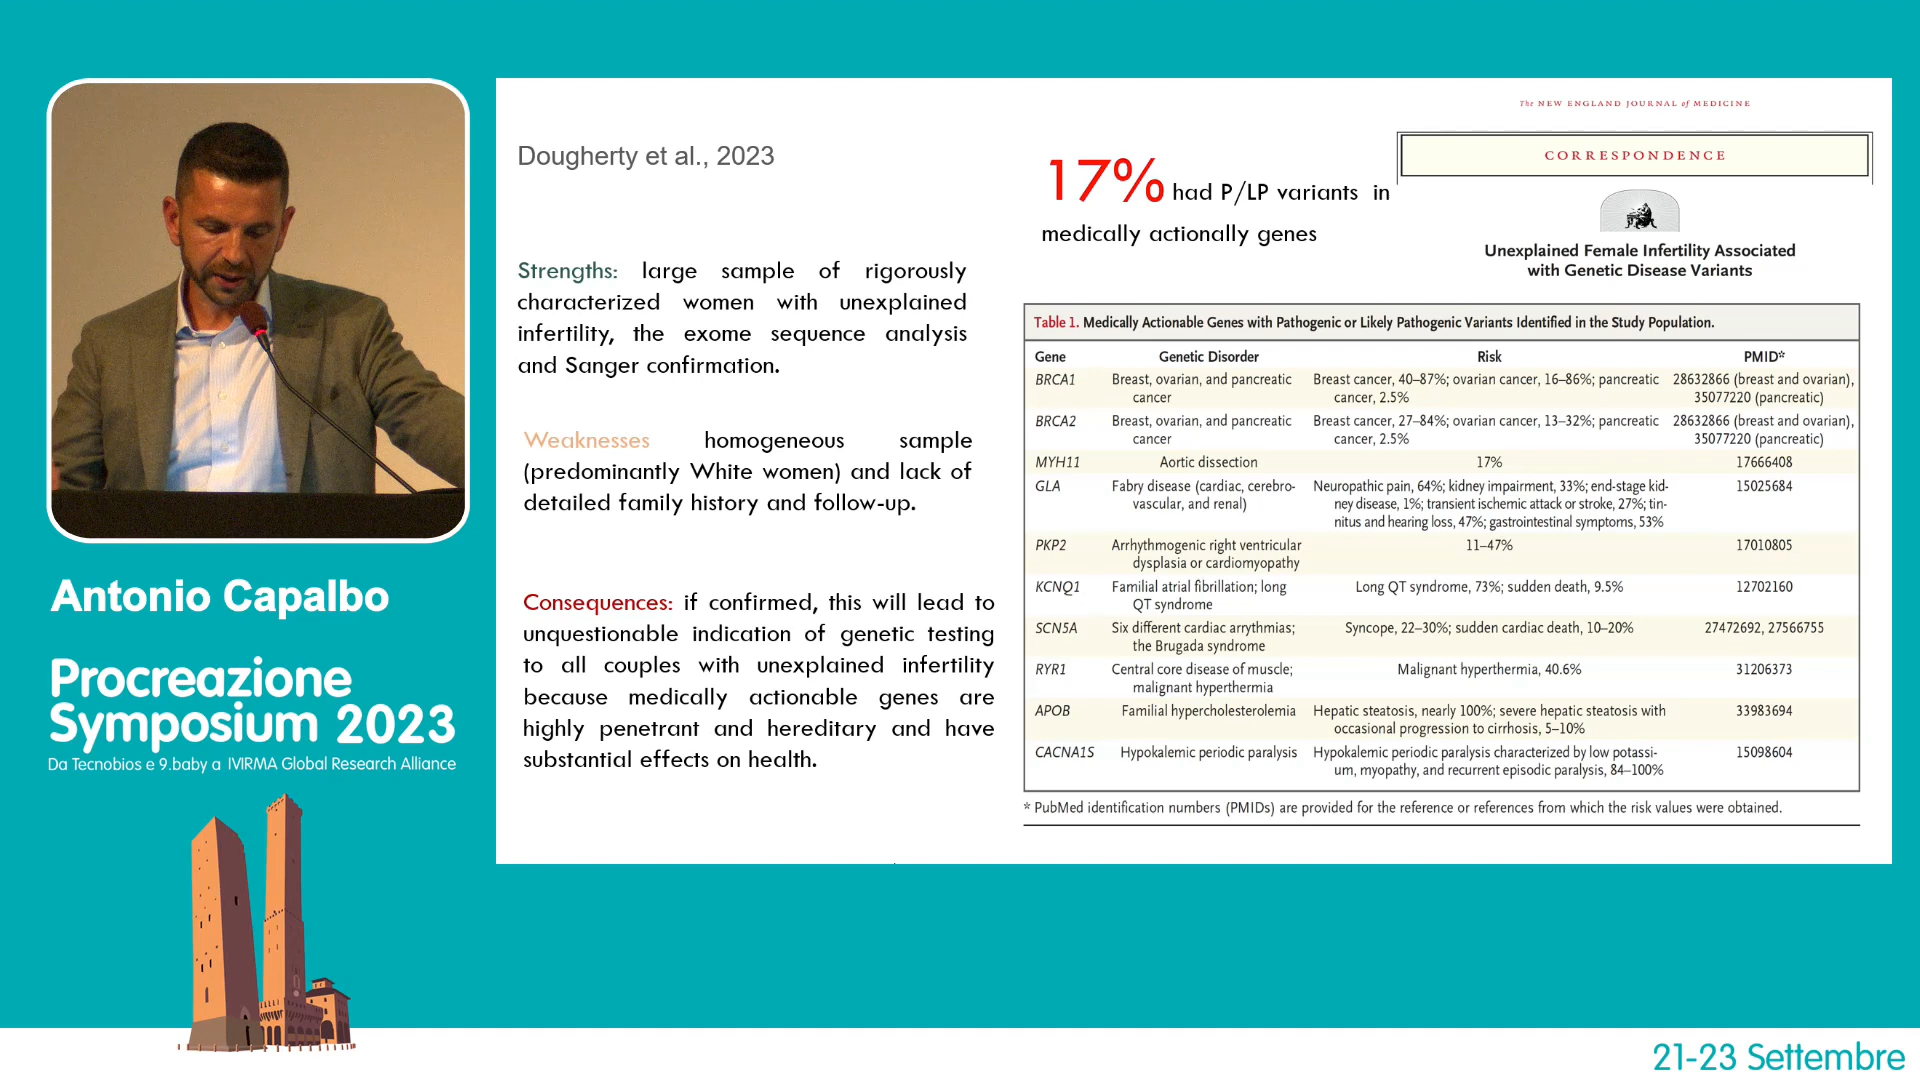 Dougherty et al., 2023
Strengths: large sample of rigorously
characterized women with unexplained
infertility, the exome sequence analysis
and Sanger confirmation.
Weaknesses homogeneous sample
(predominantly White women) and lack of
detailed family history and follow-up.
Consequences: if confirmed, this will lead to
unquestionable indication of genetic testing
to all couples with unexplained infertility
because medically actionable genes are
highly penetrant and hereditary and have
substantial effects on health.
17% had P/LP variants in
medically actionally genes
The NEW ENGLAND JOURNAL of MEDICINE
CORRESPONDENCE
Unexplained Female Infertility Associated
with Genetic Disease Variants
Table 1. Medically Actionable Genes with Pathogenic or Likely Pathogenic Variants Identified in the Study Population.
Gene Genetic Disorder Risk PMID*
BRCA1 Breast, ovarian, and pancreatic Breast cancer, 40–87%; ovarian cancer, 16–86%; pancreatic 28632866 (breast and ovarian),
cancer cancer, 2.5% 35077220 (pancreatic)
BRCA2 Breast, ovarian, and pancreatic Breast cancer, 27–84%; ovarian cancer, 13–32%; pancreatic 28632866 (breast and ovarian),
cancer cancer, 2.5% 35077220 (pancreatic)
MYH11 Aortic dissection 17% 17666408
GLA Fabry disease (cardiac, cerebro- Neuropathic pain, 64%; kidney impairment, 33%; end-stage kid- 15025684
vascular, and renal) ney disease, 1%; transient ischemic attack or stroke, 27%; tin-
nitus and hearing loss, 47%; gastrointestinal symptoms, 53%
PKP2 Arrhythmogenic right ventricular 11–47% 17010805
dysplasia or cardiomyopathy
KCNQ1 Familial atrial fibrillation; long Long QT syndrome, 73%; sudden death, 9.5% 12702160
QT syndrome
SCN5A Six different cardiac arrythmias; Syncope, 22–30%; sudden cardiac death, 10–20% 27472692, 27566755
the Brugada syndrome
RYR1 Central core disease of muscle; Malignant hyperthermia, 40.6% 31206373
malignant hyperthermia
APOB Familial hypercholesterolemia Hepatic steatosis, nearly 100%; severe hepatic steatosis with 33983694
occasional progression to cirrhosis, 5–10%
CACNA1S Hypokalemic periodic paralysis Hypokalemic periodic paralysis characterized by low potassi- 15098604
um, myopathy, and recurrent episodic paralysis, 84–100%
* PubMed identification numbers (PMIDs) are provided for the reference or references from which the risk values were obtained.
Antonio Capalbo
Procreazione
Symposium 2023
Da Tecnobios e 9.baby a IVIRMA Global Research Alliance
21-23 Settembre